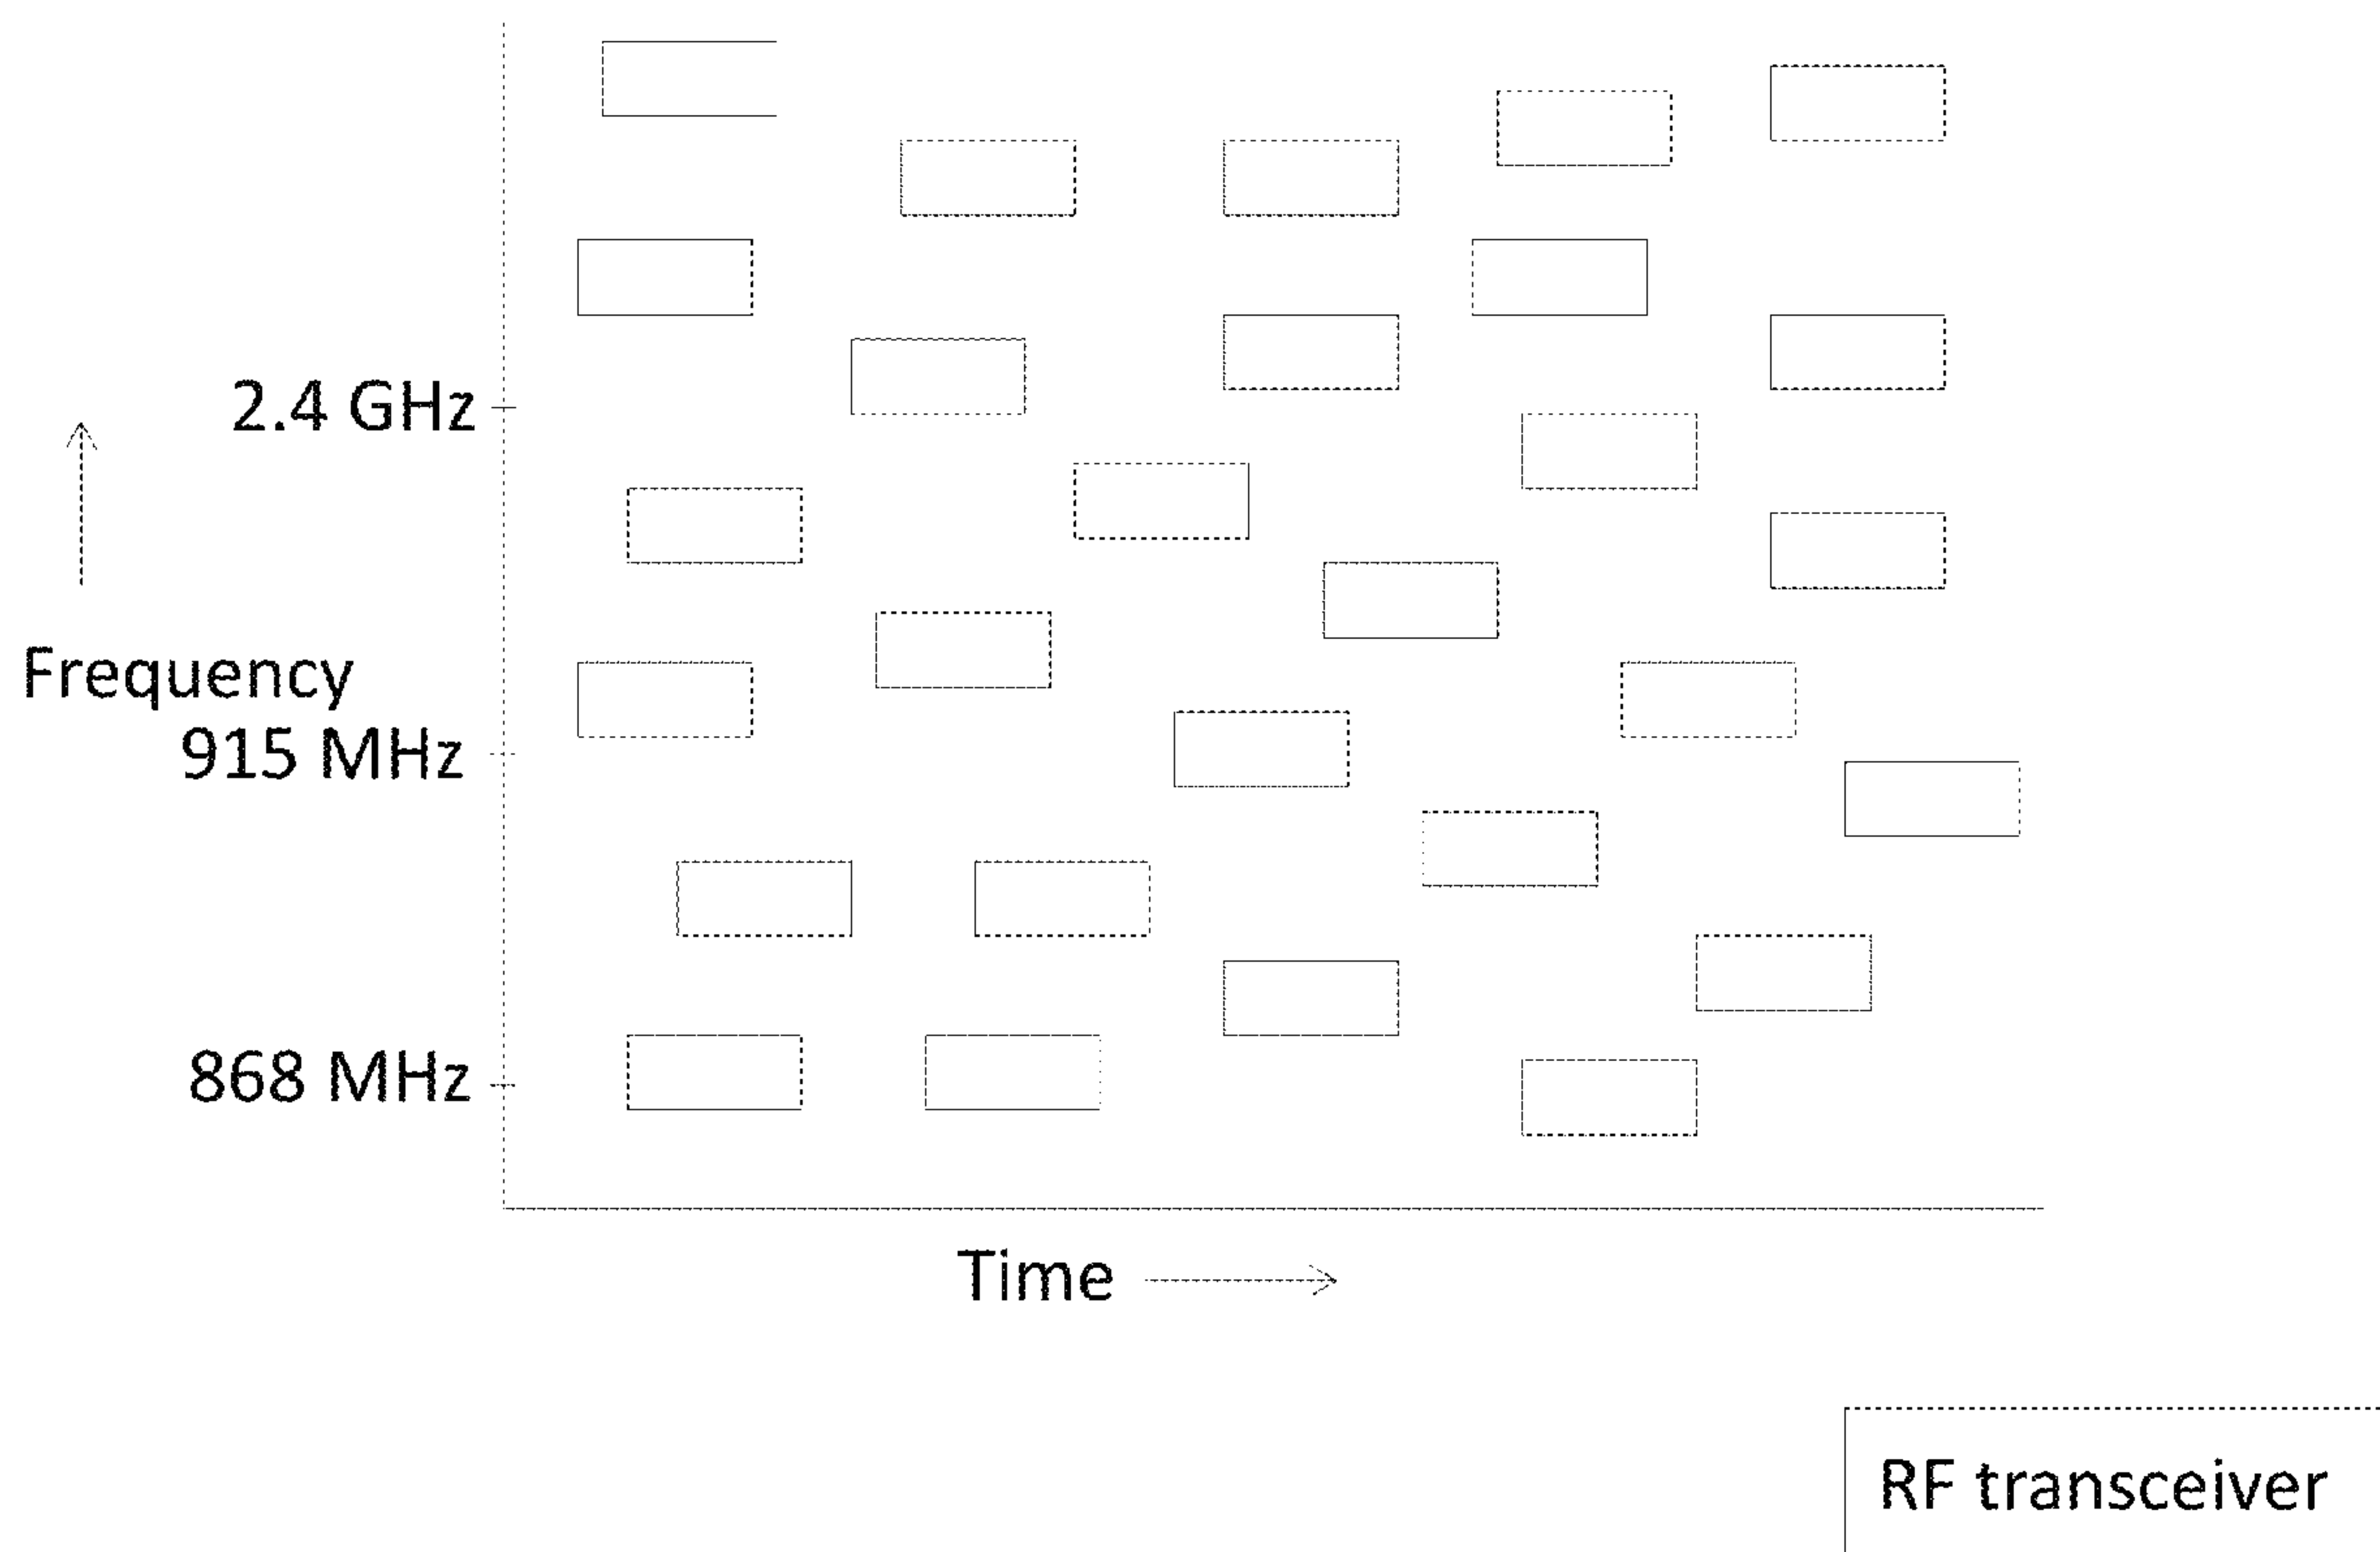 2.4 GHz
Frequency
915 MHz
868 MHz
Time
RF transceiver